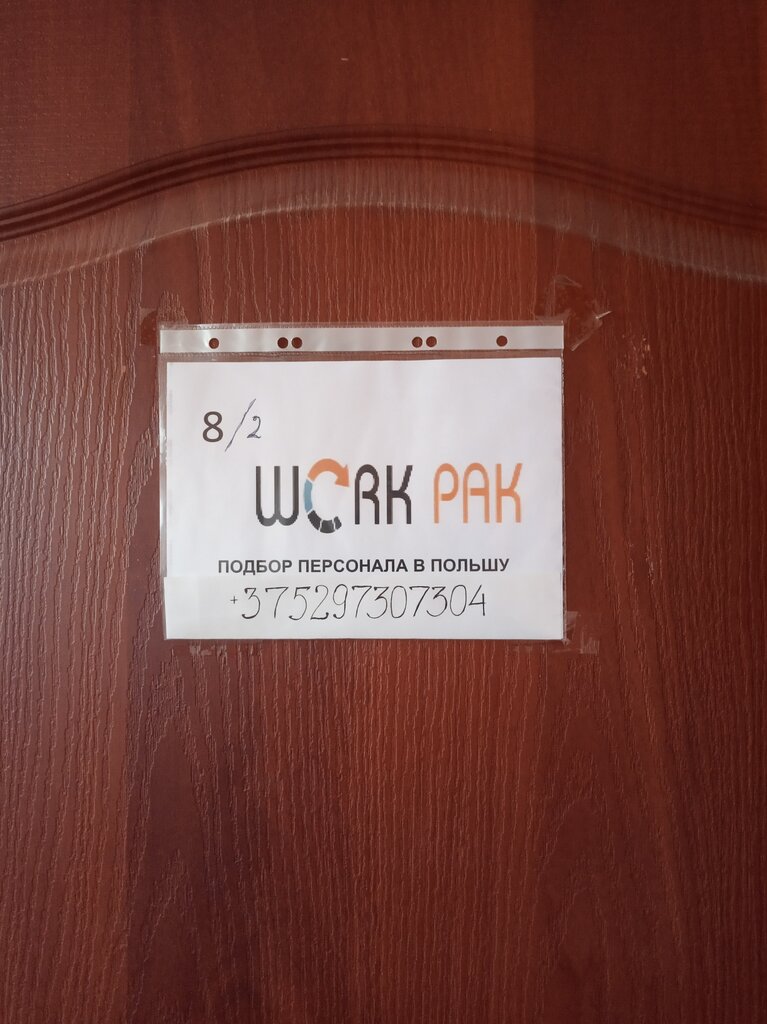 8/2
WORK PAK
ПОДБОР ПЕРСОНАЛА В ПОЛЬШУ
+375297307304